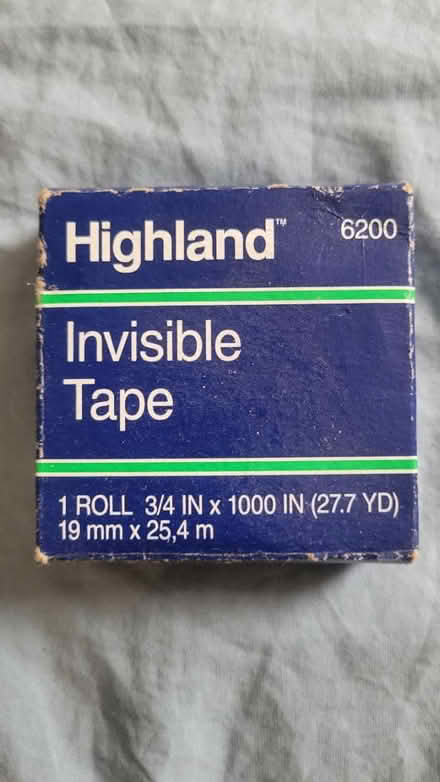 Highland™ 6200
Invisible
Tape
1 ROLL 3/4 IN x 1000 IN (27.7 YD)
19 mm x 25,4 m